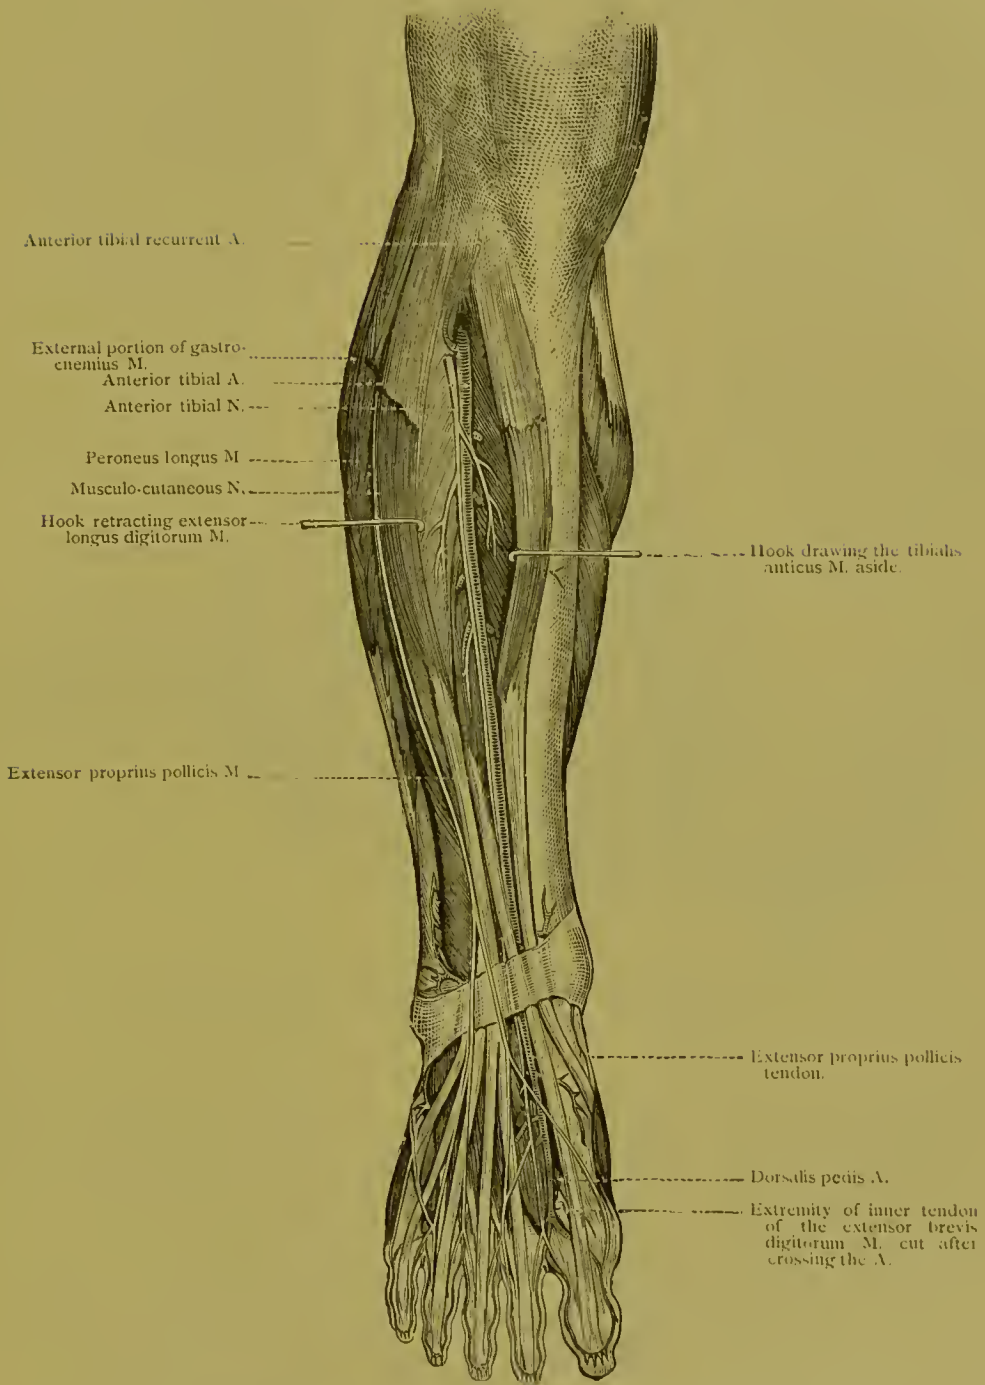 Anterior tibial recurrent A.
External portion of gastro-
cnemius M.
Anterior tibial A.
Anterior tibial N.
Peroneus longus M
Musculo-cutaneous N.
Hook retracting extensor
longus digitorum M.
Hook drawing the tibialis
anticus M. aside.
Extensor proprius pollicis M
Extensor proprius pollicis
tendon.
Dorsalis pedis A.
Extremity of inner tendon
of the extensor brevis
digitorum M. cut after
crossing the A.